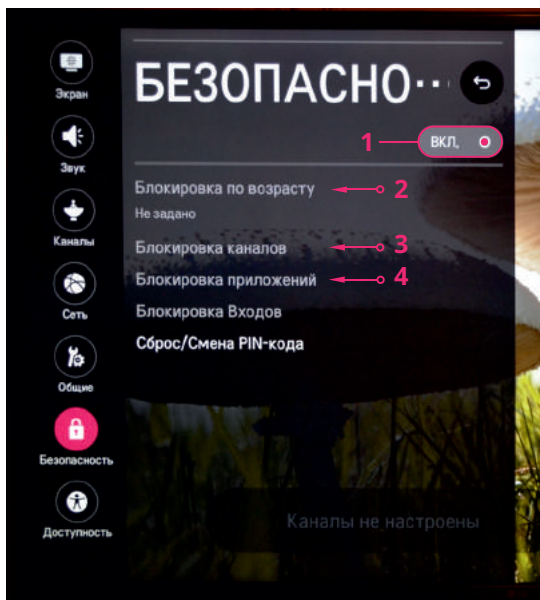 Экран
Звук
Каналы
Сеть
Общие
Безопасность
Доступность
БЕЗОПАСНО··
1
ВКЛ.
Блокировка по возрасту
2
Не задано
Блокировка каналов
3
Блокировка приложений
4
Блокировка Входов
Сброс/Смена PIN-кода
Каналы не настроены